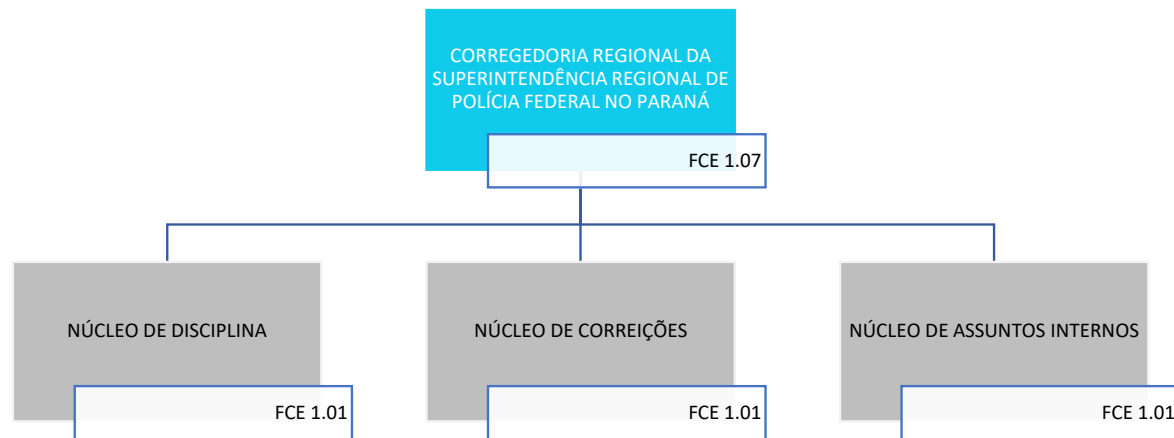 CORREGEDORIA REGIONAL DA
SUPERINTENDÊNCIA REGIONAL DE
POLÍCIA FEDERAL NO PARANÁ
FCE 1.07
NÚCLEO DE DISCIPLINA
FCE 1.01
NÚCLEO DE CORREIÇÕES
FCE 1.01
NÚCLEO DE ASSUNTOS INTERNOS
FCE 1.01